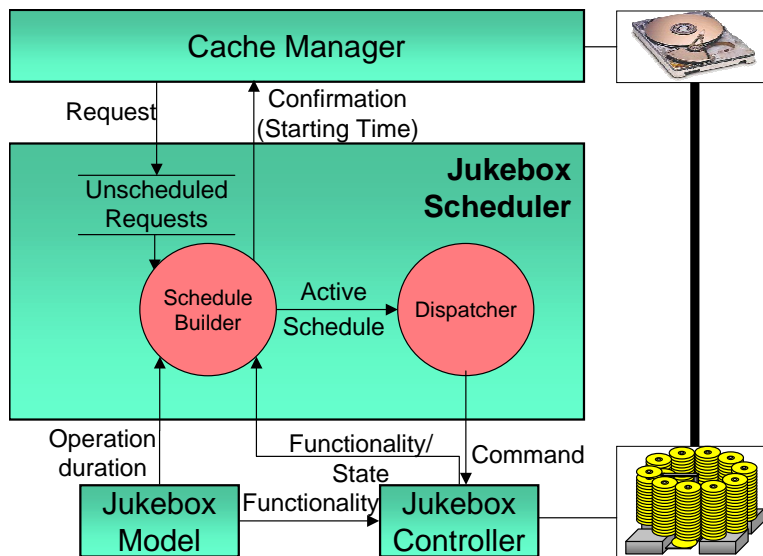 Cache Manager
Request
Confirmation
(Starting Time)
Jukebox
Scheduler
Unscheduled
Requests
Schedule
Builder
Active
Schedule
Dispatcher
Operation
duration
Functionality/
State
Command
Functionality
Jukebox
Model
Jukebox
Controller